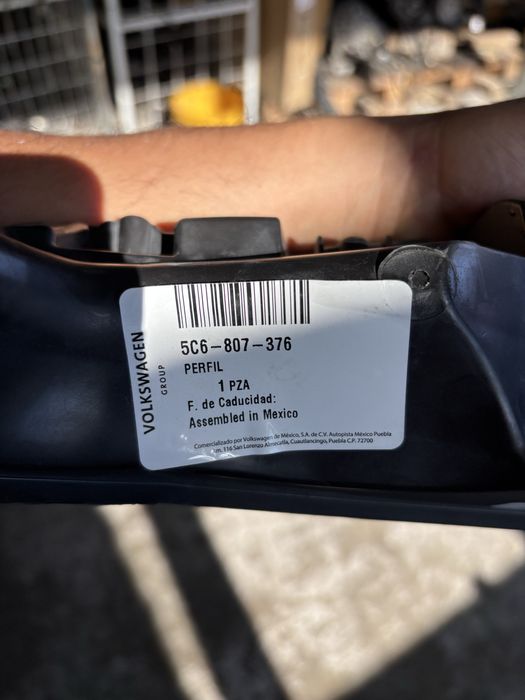 VOLKSWAGEN
GROUP
5C6-807-376
PERFIL
1 PZA
F. de Caducidad:
Assembled in Mexico
Comercializado por Volkswagen de México, S.A. de C.V. Autopista México Puebla
Km. 116 San Lorenzo Almecatla, Cuautlancingo, Puebla C.P. 72700